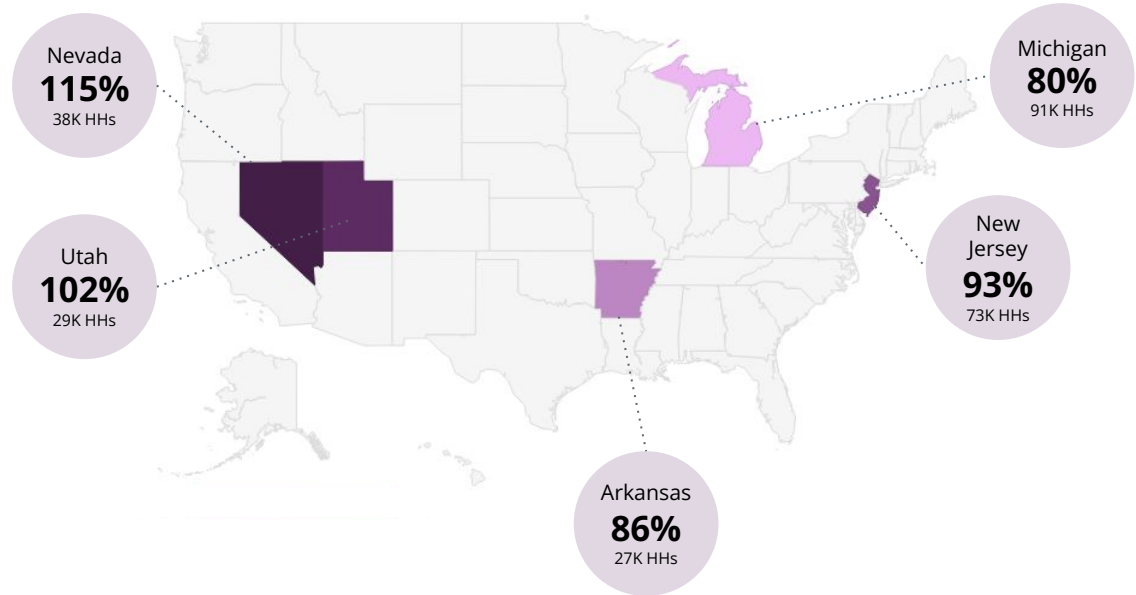 Nevada
115%
38K HHs
Michigan
80%
91K HHs
Utah
102%
29K HHs
New
Jersey
93%
73K HHs
Arkansas
86%
27K HHs